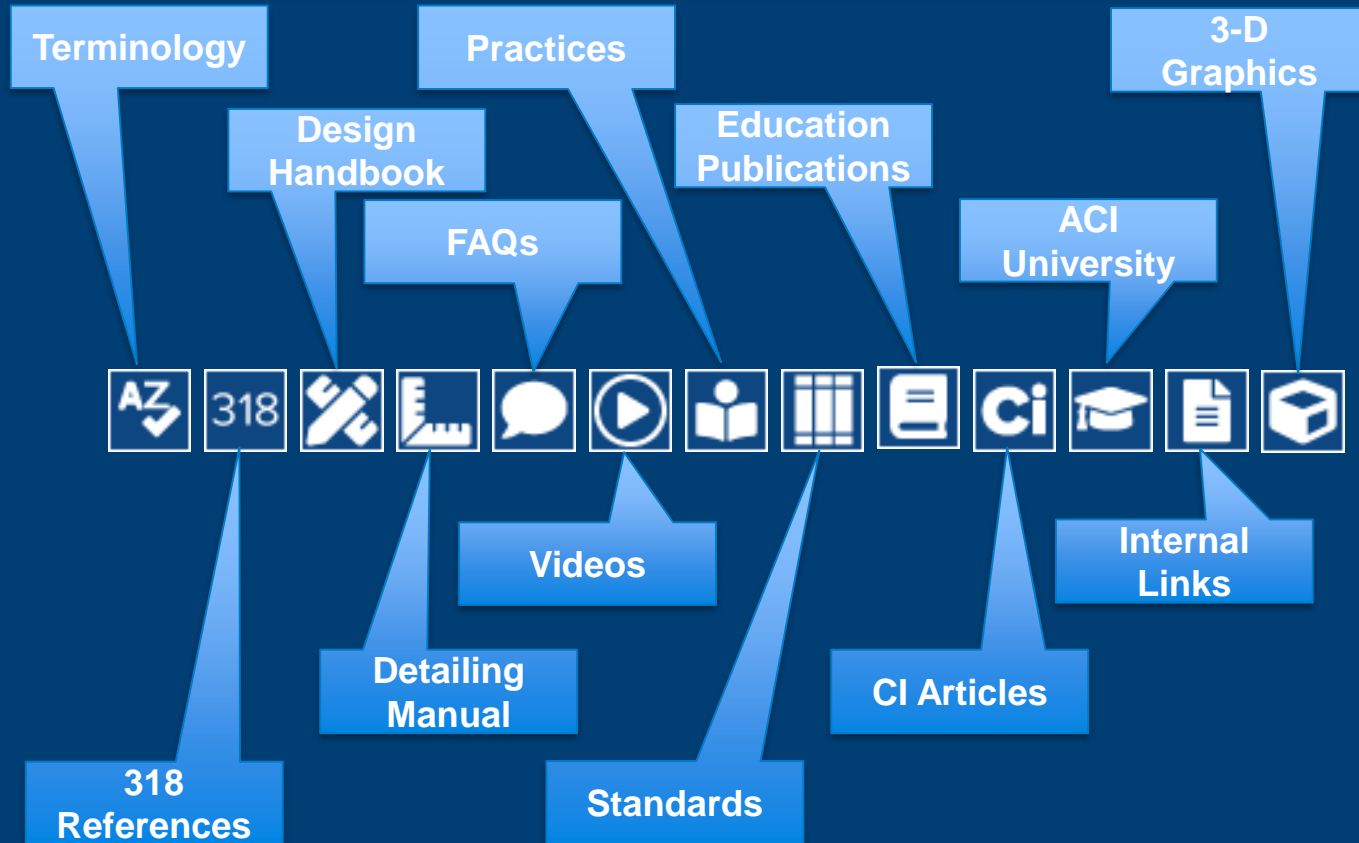 Terminology
Practices
3-D
Graphics
Design
Handbook
Education
Publications
FAQs
ACI
University
AZ
318
Ci
Videos
Internal
Links
Detailing
Manual
CI Articles
318
References
Standards